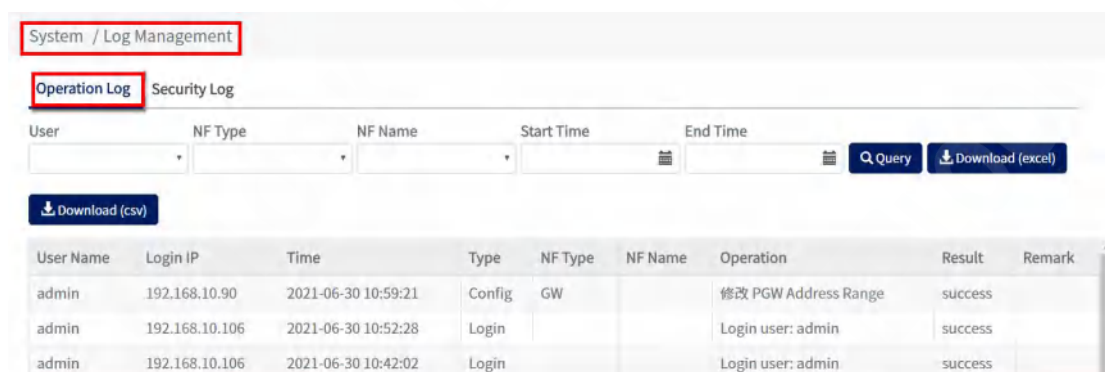 System / Log Management
Operation Log Security Log
User NF Type NF Name Start Time End Time
Query Download (excel)
Download (csv)
User Name Login IP Time Type NF Type NF Name Operation Result Remark
admin 192.168.10.90 2021-06-30 10:59:21 Config GW 修改 PGW Address Range success
admin 192.168.10.106 2021-06-30 10:52:28 Login Login user: admin success
admin 192.168.10.106 2021-06-30 10:42:02 Login Login user: admin success